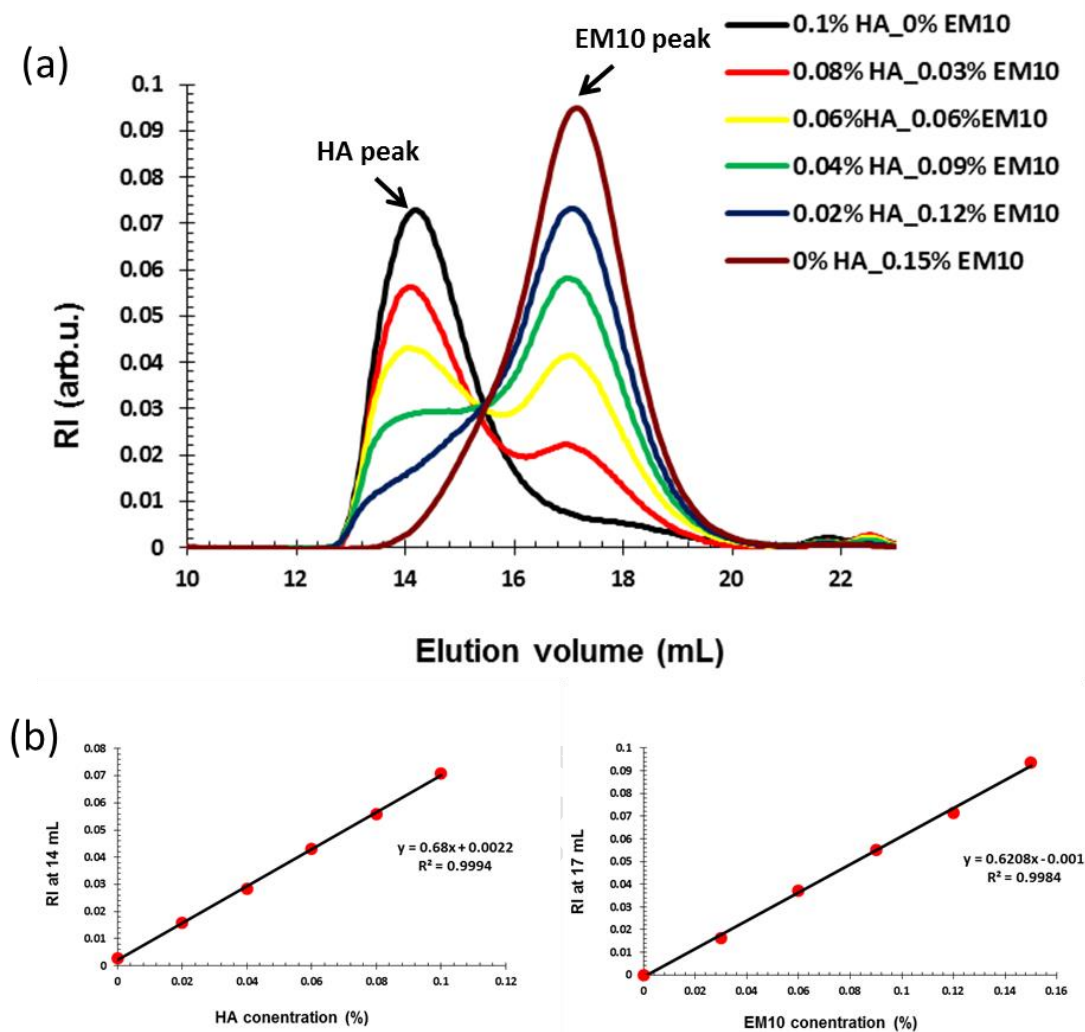 (a)
HA peak
EM10 peak
0.1% HA_0% EM10
0.08% HA_0.03% EM10
0.06%HA_0.06%EM10
0.04% HA_0.09% EM10
0.02% HA_0.12% EM10
0% HA_0.15% EM10
RI (arb.u.)
0.1
0.09
0.08
0.07
0.06
0.05
0.04
0.03
0.02
0.01
0
10 12 14 16 18 20 22
Elution volume (mL)
(b)
RI at 14 mL
0.08
0.07
0.06
0.05
0.04
0.03
0.02
0.01
0
y = 0.68x + 0.0022
R² = 0.9994
0 0.02 0.04 0.06 0.08 0.1 0.12
HA conentration (%)
RI at 17 mL
0.1
0.09
0.08
0.07
0.06
0.05
0.04
0.03
0.02
0.01
0
y = 0.6208x - 0.001
R² = 0.9984
0 0.02 0.04 0.06 0.08 0.1 0.12 0.14 0.16
EM10 conentration (%)